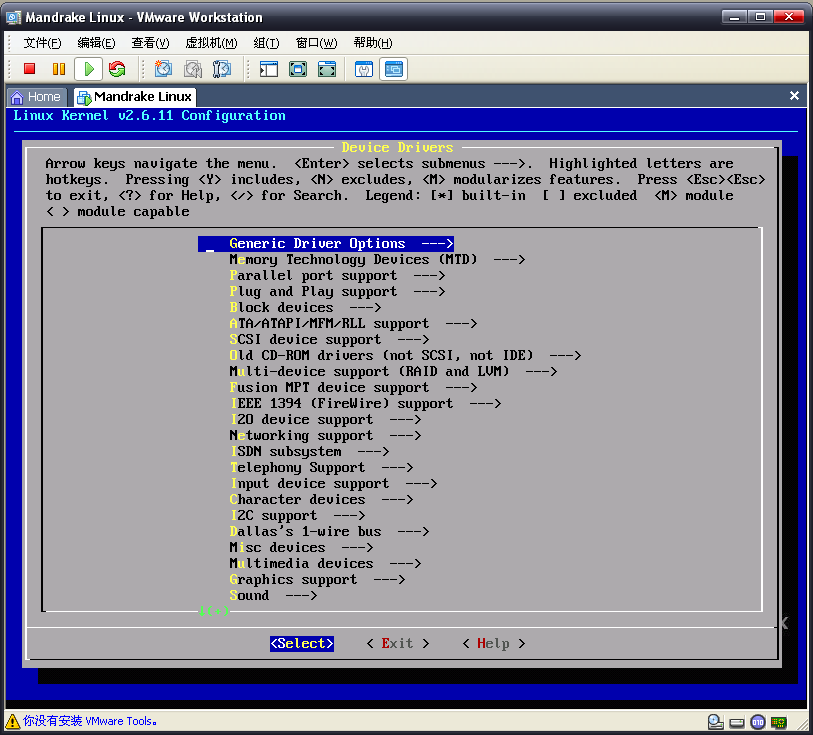 Mandrake Linux - VMware Workstation
文件(F) 编辑(E) 查看(V) 虚拟机(M) 组(T) 窗口(W) 帮助(H)
Home Mandrake Linux
Linux Kernel v2.6.11 Configuration
Device Drivers
Arrow keys navigate the menu. <Enter> selects submenus --->. Highlighted letters are
hotkeys. Pressing <Y> includes, <N> excludes, <M> modularizes features. Press <Esc><Esc>
to exit, <?> for Help, </> for Search. Legend: [*] built-in [ ] excluded <M> module
< > module capable
Generic Driver Options --->
Memory Technology Devices (MTD) --->
Parallel port support --->
Plug and Play support --->
Block devices --->
ATA/ATAPI/MFM/RLL support --->
SCSI device support --->
Old CD-ROM drivers (not SCSI, not IDE) --->
Multi-device support (RAID and LVM) --->
Fusion MPT device support --->
IEEE 1394 (FireWire) support --->
I2O device support --->
Networking support --->
ISDN subsystem --->
Telephony Support --->
Input device support --->
Character devices --->
I2C support --->
Dallas's 1-wire bus --->
Misc devices --->
Multimedia devices --->
Graphics support --->
Sound --->
↓(+)
<Select> < Exit > < Help >
你没有安装 VMware Tools。